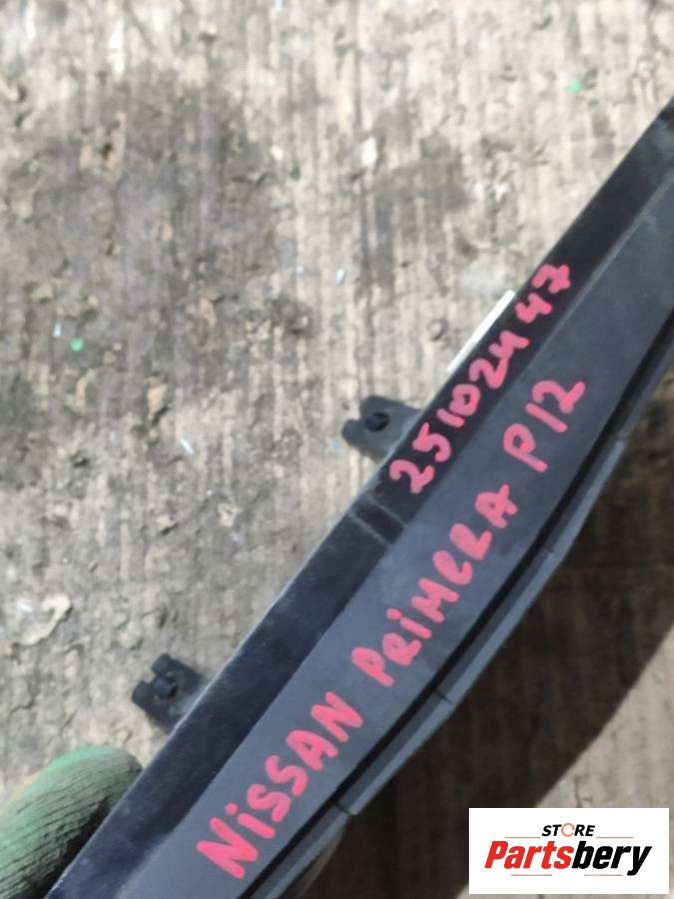 25102447
NISSAN PRIMERA P12
STORE
Partsbery